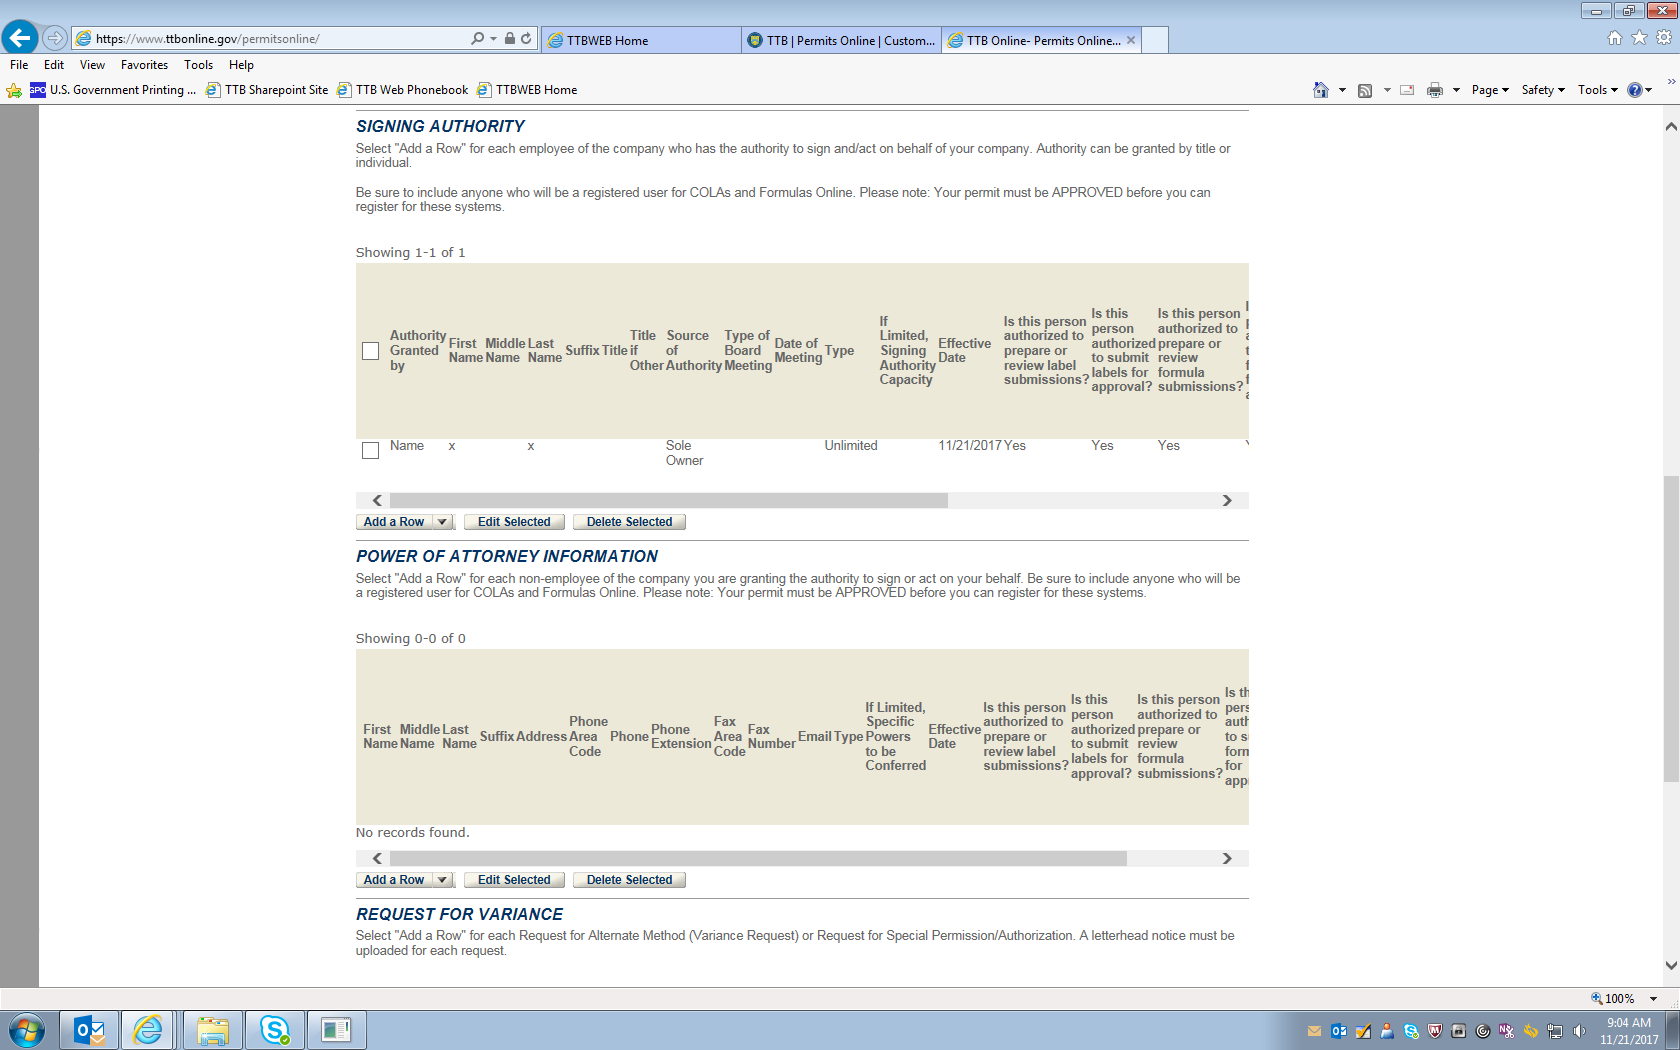 https://www.ttbonline.gov/permitsonline/
TTBWEB Home
TTB | Permits Online | Custom...
TTB Online- Permits Online...
File Edit View Favorites Tools Help
GPO U.S. Government Printing ... TTB Sharepoint Site TTB Web Phonebook TTBWEB Home
Page Safety Tools
SIGNING AUTHORITY
Select "Add a Row" for each employee of the company who has the authority to sign and/act on behalf of your company. Authority can be granted by title or
individual.
Be sure to include anyone who will be a registered user for COLAs and Formulas Online. Please note: Your permit must be APPROVED before you can
register for these systems.
Showing 1-1 of 1
Authority
Granted
by
First
Name
Middle
Name
Last
Name
Suffix
Title
Title
if
Other
Source
of
Authority
Type of
Board
Meeting
Date of
Meeting
Type
If
Limited,
Signing
Authority
Capacity
Effective
Date
Is this person
authorized to
prepare or
review label
submissions?
Is this
person
authorized
to submit
labels for
approval?
Is this person
authorized to
prepare or
review
formula
submissions?
Name x x Sole Unlimited 11/21/2017 Yes Yes Yes
Owner
Add a Row Edit Selected Delete Selected
POWER OF ATTORNEY INFORMATION
Select "Add a Row" for each non-employee of the company you are granting the authority to sign or act on your behalf. Be sure to include anyone who will be
a registered user for COLAs and Formulas Online. Please note: Your permit must be APPROVED before you can register for these systems.
Showing 0-0 of 0
First
Name
Middle
Name
Last
Name
Suffix
Address
Phone
Area
Code
Phone
Phone
Extension
Fax
Area
Code
Fax
Number
Email
Type
If Limited,
Specific
Powers
to be
Conferred
Effective
Date
Is this person
authorized to
prepare or
review label
submissions?
Is this
person
authorized
to submit
labels for
approval?
Is this person
authorized to
prepare or
review
formula
submissions?
Is th
pers
auth
to s
form
for
app
No records found.
Add a Row Edit Selected Delete Selected
REQUEST FOR VARIANCE
Select "Add a Row" for each Request for Alternate Method (Variance Request) or Request for Special Permission/Authorization. A letterhead notice must be
uploaded for each request.
100%
9:04 AM
11/21/2017